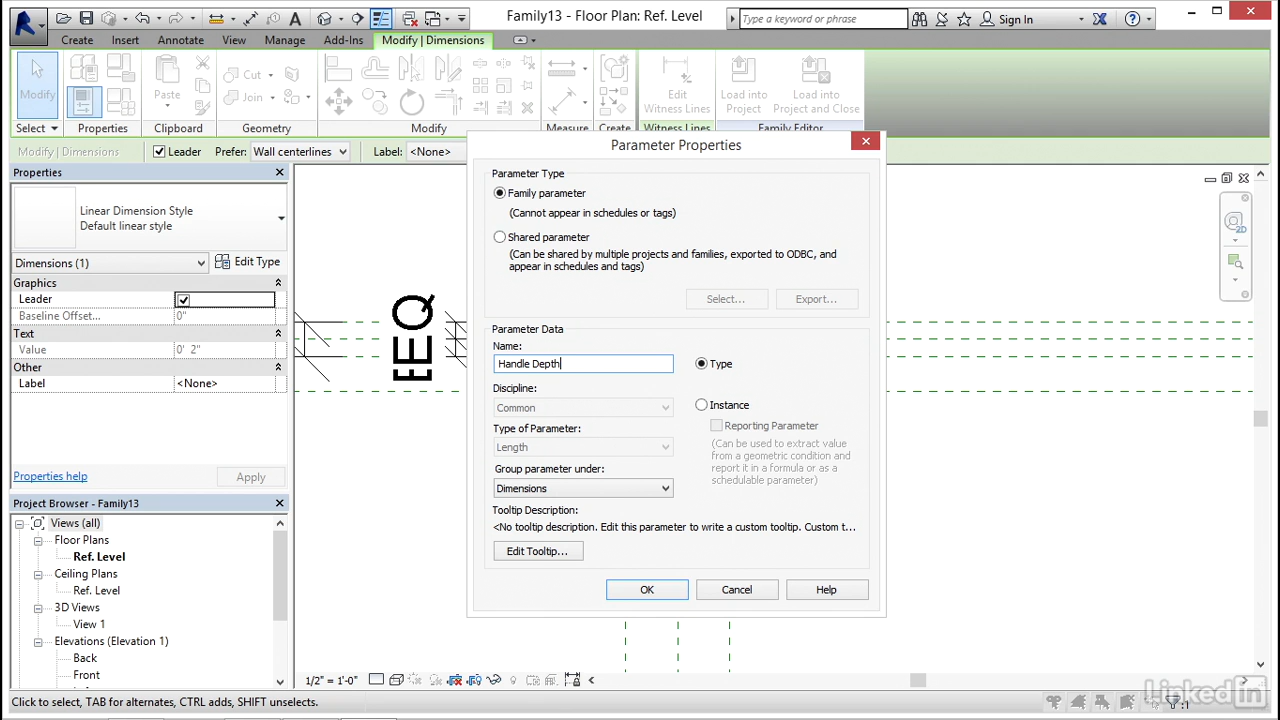 Family13 - Floor Plan: Ref. Level
Type a keyword or phrase
Sign In
Create Insert Annotate View Manage Add-Ins Modify | Dimensions
Modify
Paste
Cut
Join
Edit Witness Lines
Load into Project
Load into Project and Close
Select Properties Clipboard Geometry Modify Measure Create Witness Lines Family Editor
Modify | Dimensions
Leader Prefer: Wall centerlines Label: <None>
Properties
Linear Dimension Style
Default linear style
Dimensions (1) Edit Type
Graphics
Leader
Baseline Offset... 0"
Text
Value 0' 2"
Other
Label <None>
Properties help Apply
Project Browser - Family13
Views (all)
Floor Plans
Ref. Level
Ceiling Plans
Ref. Level
3D Views
View 1
Elevations (Elevation 1)
Back
Front
EQ
Parameter Properties
Parameter Type
Family parameter
(Cannot appear in schedules or tags)
Shared parameter
(Can be shared by multiple projects and families, exported to ODBC, and
appear in schedules and tags)
Select... Export...
Parameter Data
Name:
Handle Depth
Type
Discipline:
Common
Instance
Reporting Parameter
Type of Parameter:
Length
(Can be used to extract value
from a geometric condition and
report it in a formula or as a
schedulable parameter)
Group parameter under:
Dimensions
Tooltip Description:
<No tooltip description. Edit this parameter to write a custom tooltip. Custom t...
Edit Tooltip...
OK Cancel Help
2D
1/2" = 1'-0"
Click to select, TAB for alternates, CTRL adds, SHIFT unselects.
:1
LinkedIn